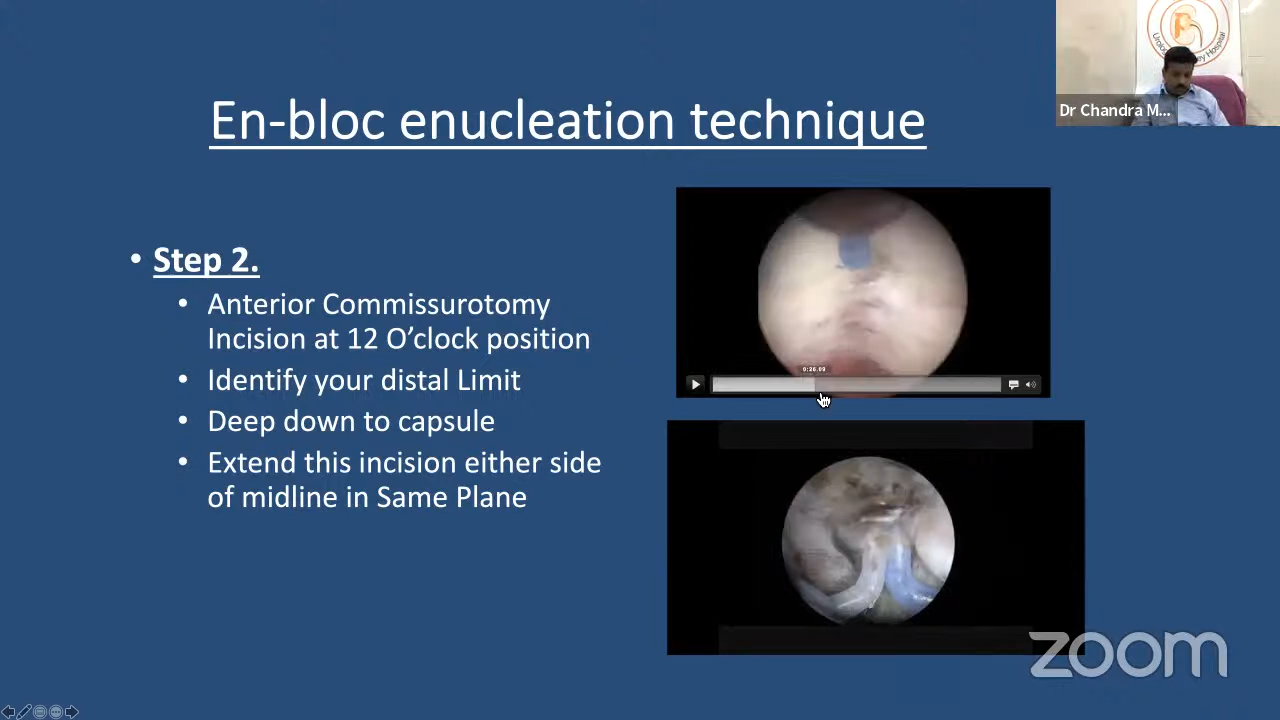 En-bloc enucleation technique
Dr Chandra M...
• Step 2.
• Anterior Commissurotomy
Incision at 12 O’clock position
• Identify your distal Limit
• Deep down to capsule
• Extend this incision either side
of midline in Same Plane
zoom